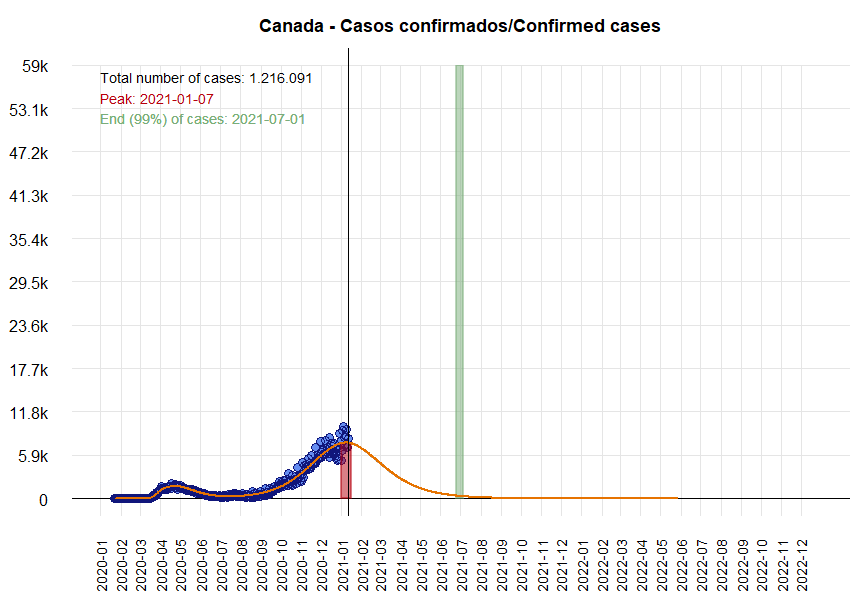 Canada - Casos confirmados/Confirmed cases
59k
Total number of cases: 1.216.091
Peak: 2021-01-07
53.1k
End (99%) of cases: 2021-07-01
47.2k
41.3k
35.4k
29.5k
23.6k
17.7k
11.8k
5.9k
0
2020-01
2020-02
2020-03
2020-04
2020-05
2020-06
2020-07
2020-08
2020-09
2020-10
2020-11
2020-12
2021-01
2021-02
2021-03
2021-04
2021-05
2021-06
2021-07
2021-08
2021-09
2021-10
2021-11
2021-12
2022-01
2022-02
2022-03
2022-04
2022-05
2022-06
2022-07
2022-08
2022-09
2022-10
2022-11
2022-12